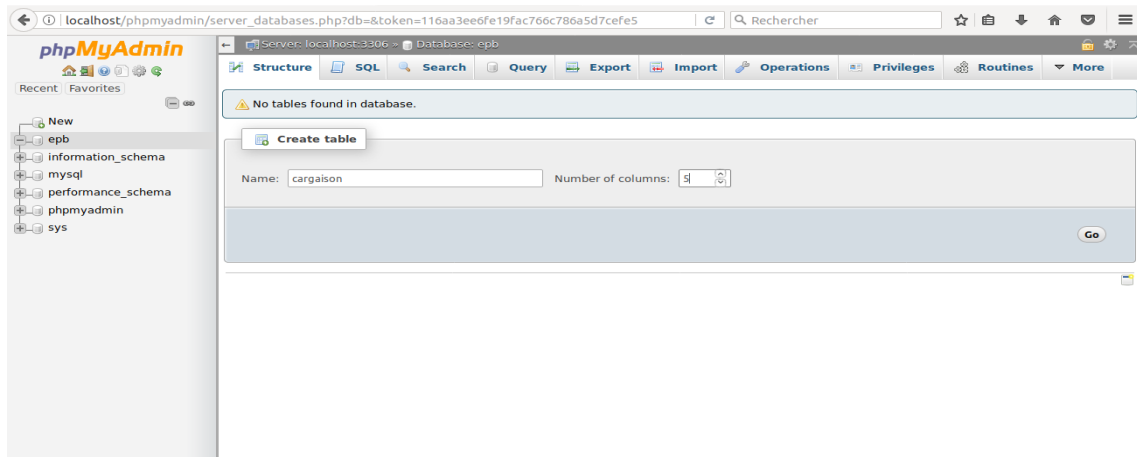 localhost/phpmyadmin/server_databases.php?db=&token=116aa3ee6fe19fac766c786a5d7cefe5
Rechercher
phpMyAdmin
Recent Favorites
New
epb
information_schema
mysql
performance_schema
phpmyadmin
sys
Server: localhost:3306 » Database: epb
Structure SQL Search Query Export Import Operations Privileges Routines More
No tables found in database.
Create table
Name: cargaison Number of columns: 5
Go